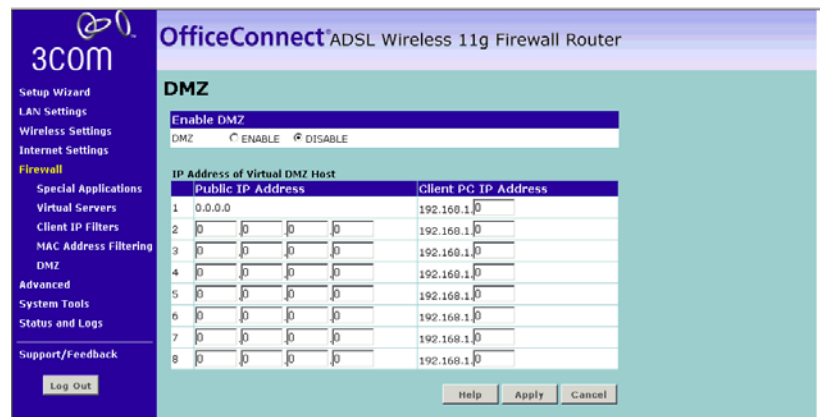 3COM
OfficeConnect® ADSL Wireless 11g Firewall Router
Setup Wizard
LAN Settings
Wireless Settings
Internet Settings
Firewall
Special Applications
Virtual Servers
Client IP Filters
MAC Address Filtering
DMZ
Advanced
System Tools
Status and Logs
Support/Feedback
Log Out
DMZ
Enable DMZ
DMZ ENABLE DISABLE
IP Address of Virtual DMZ Host
Public IP Address Client PC IP Address
1 0.0.0.0 192.168.1.0
2 0 .0 .0 .0 192.168.1.0
3 0 .0 .0 .0 192.168.1.0
4 0 .0 .0 .0 192.168.1.0
5 0 .0 .0 .0 192.168.1.0
6 0 .0 .0 .0 192.168.1.0
7 0 .0 .0 .0 192.168.1.0
8 0 .0 .0 .0 192.168.1.0
Help Apply Cancel